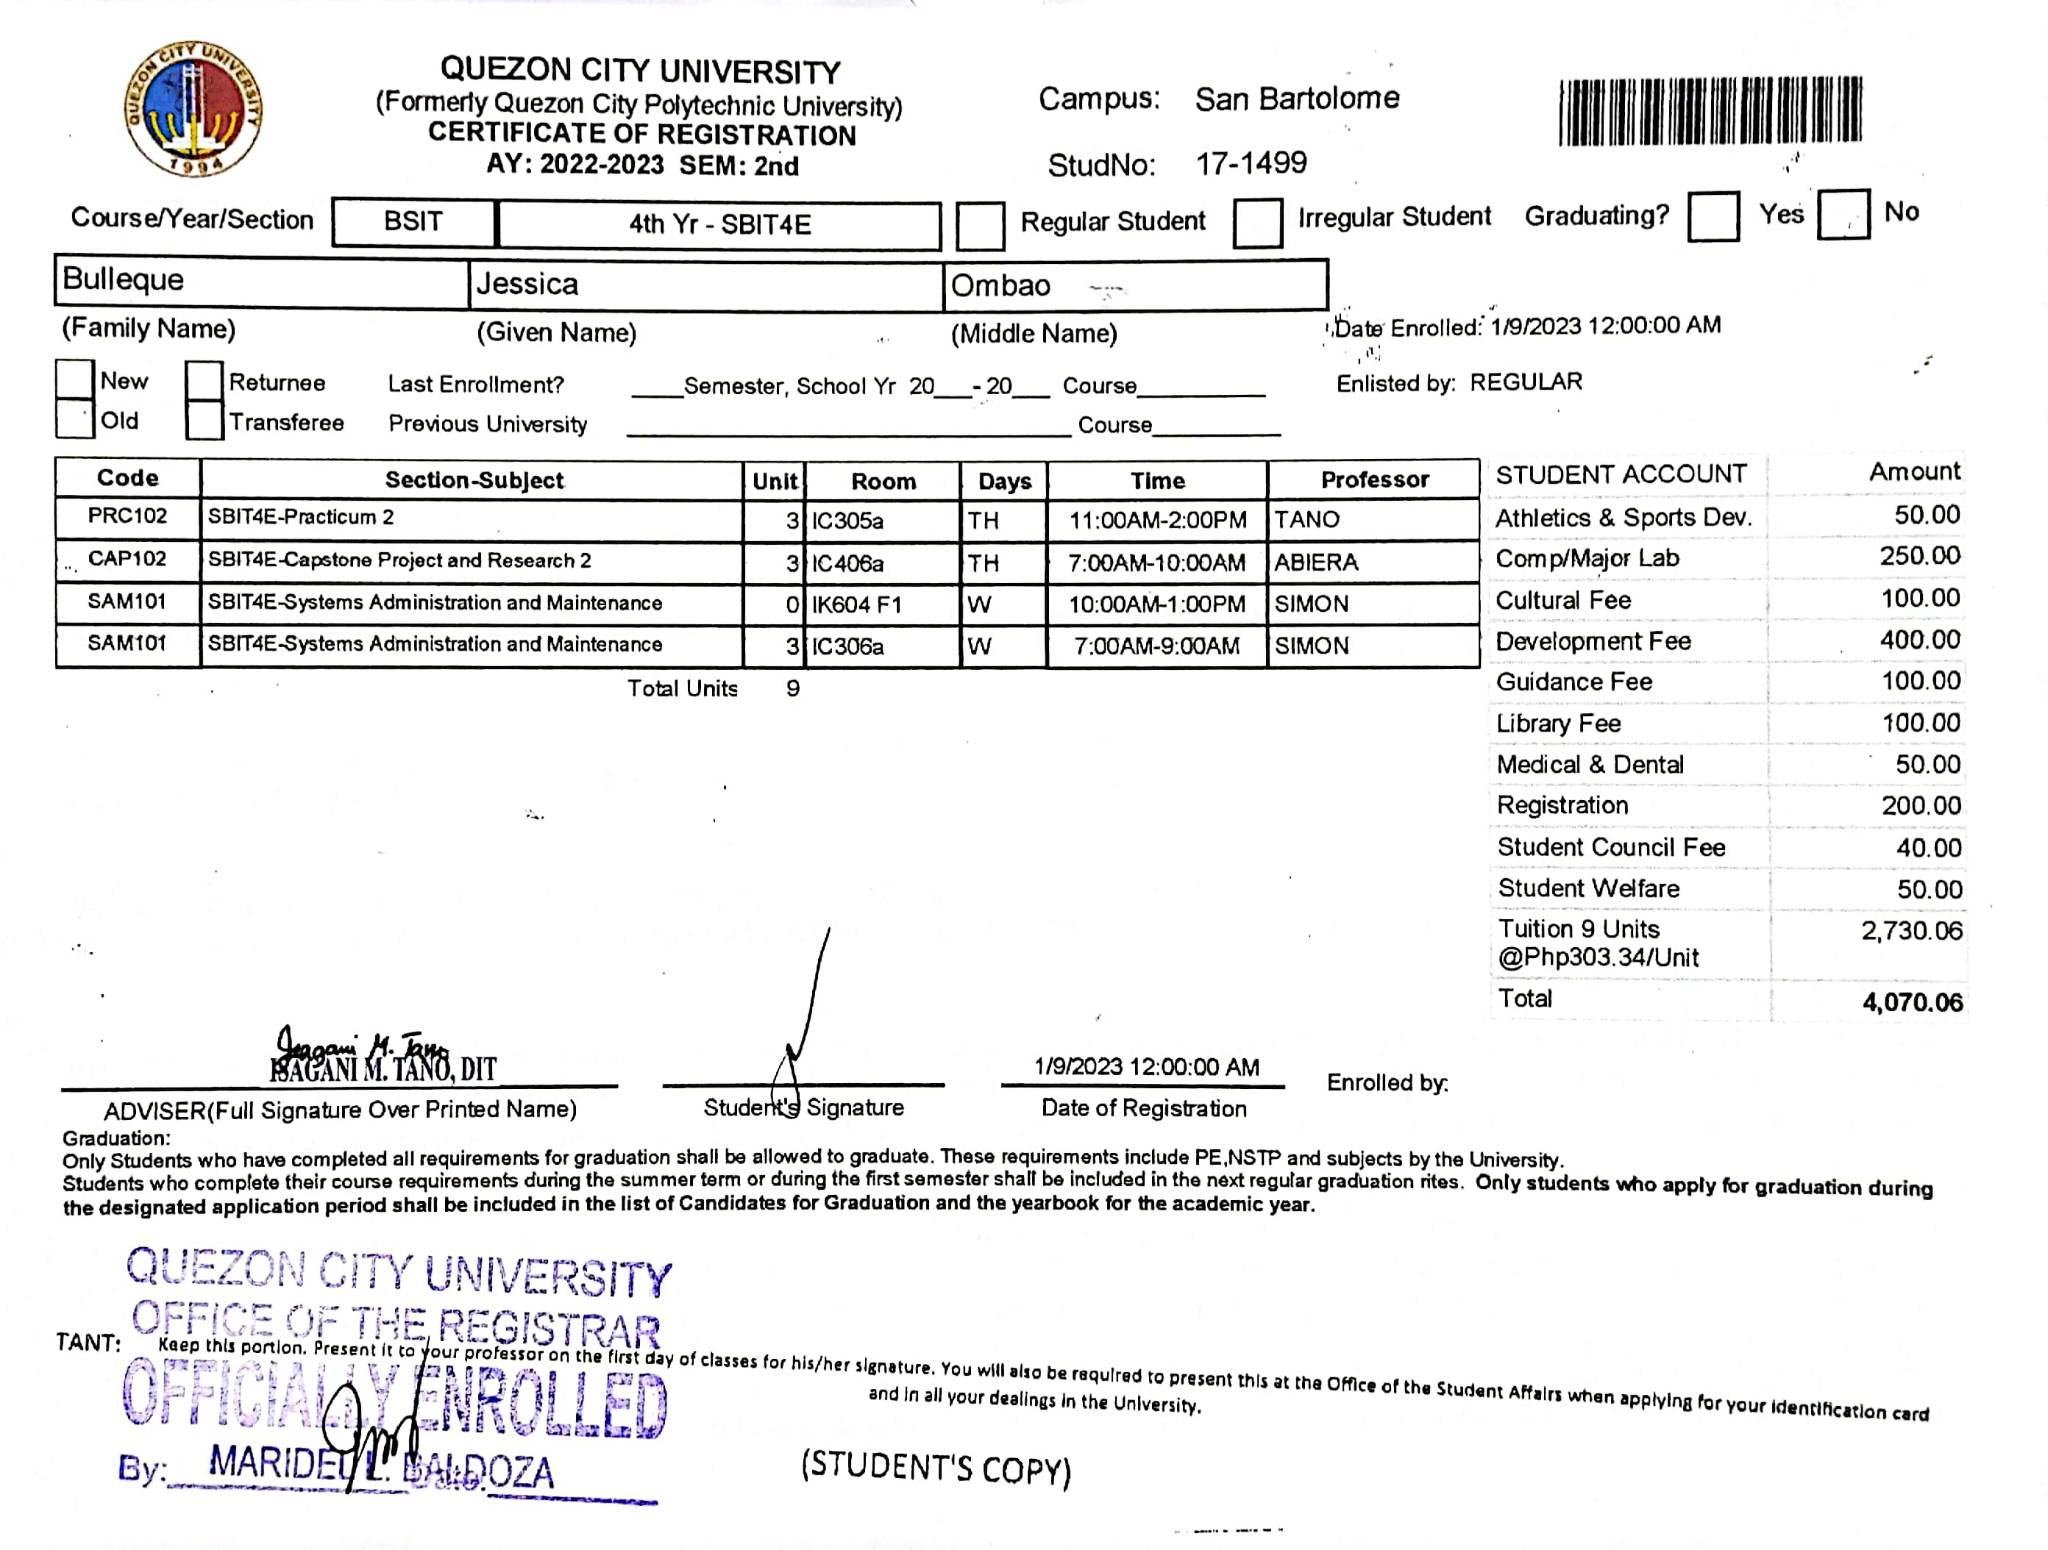 QUEZON CITY UNIVERSITY
1994
QUEZON CITY UNIVERSITY
(Formerly Quezon City Polytechnic University)
CERTIFICATE OF REGISTRATION
AY: 2022-2023 SEM: 2nd
Campus: San Bartolome
StudNo: 17-1499
Course/Year/Section BSIT 4th Yr - SBIT4E Regular Student Irregular Student Graduating? Yes No
Bulleque Jessica Ombao
(Family Name) (Given Name) (Middle Name) Date Enrolled: 1/9/2023 12:00:00 AM
New Returnee Last Enrollment? ____Semester, School Yr 20___-20___ Course__________ Enlisted by: REGULAR
Old Transferee Previous University __________ Course__________
Code Section-Subject Unit Room Days Time Professor
PRC102 SBIT4E-Practicum 2 3 IC305a TH 11:00AM-2:00PM TANO
CAP102 SBIT4E-Capstone Project and Research 2 3 IC406a TH 7:00AM-10:00AM ABIERA
SAM101 SBIT4E-Systems Administration and Maintenance 0 IK604 F1 W 10:00AM-1:00PM SIMON
SAM101 SBIT4E-Systems Administration and Maintenance 3 IC306a W 7:00AM-9:00AM SIMON
Total Units 9
STUDENT ACCOUNT Amount
Athletics & Sports Dev. 50.00
Comp/Major Lab 250.00
Cultural Fee 100.00
Development Fee 400.00
Guidance Fee 100.00
Library Fee 100.00
Medical & Dental 50.00
Registration 200.00
Student Council Fee 40.00
Student Welfare 50.00
Tuition 9 Units 2,730.06
@Php303.34/Unit
Total 4,070.06
Isagani M. Tano
ISAGANI M. TANO, DIT
ADVISER(Full Signature Over Printed Name)
Student's Signature
1/9/2023 12:00:00 AM
Date of Registration
Enrolled by:
Graduation:
Only Students who have completed all requirements for graduation shall be allowed to graduate. These requirements include PE,NSTP and subjects by the University.
Students who complete their course requirements during the summer term or during the first semester shall be included in the next regular graduation rites. Only students who apply for graduation during
the designated application period shall be included in the list of Candidates for Graduation and the yearbook for the academic year.
QUEZON CITY UNIVERSITY
OFFICE OF THE REGISTRAR
TANT: Keep this portion. Present it to your professor on the first day of classes for his/her signature. You will also be required to present this at the Office of the Student Affairs when applying for your identification card
and in all your dealings in the University.
OFFICIALLY ENROLLED
By: MARIDEL L. BALDOZA
(STUDENT'S COPY)